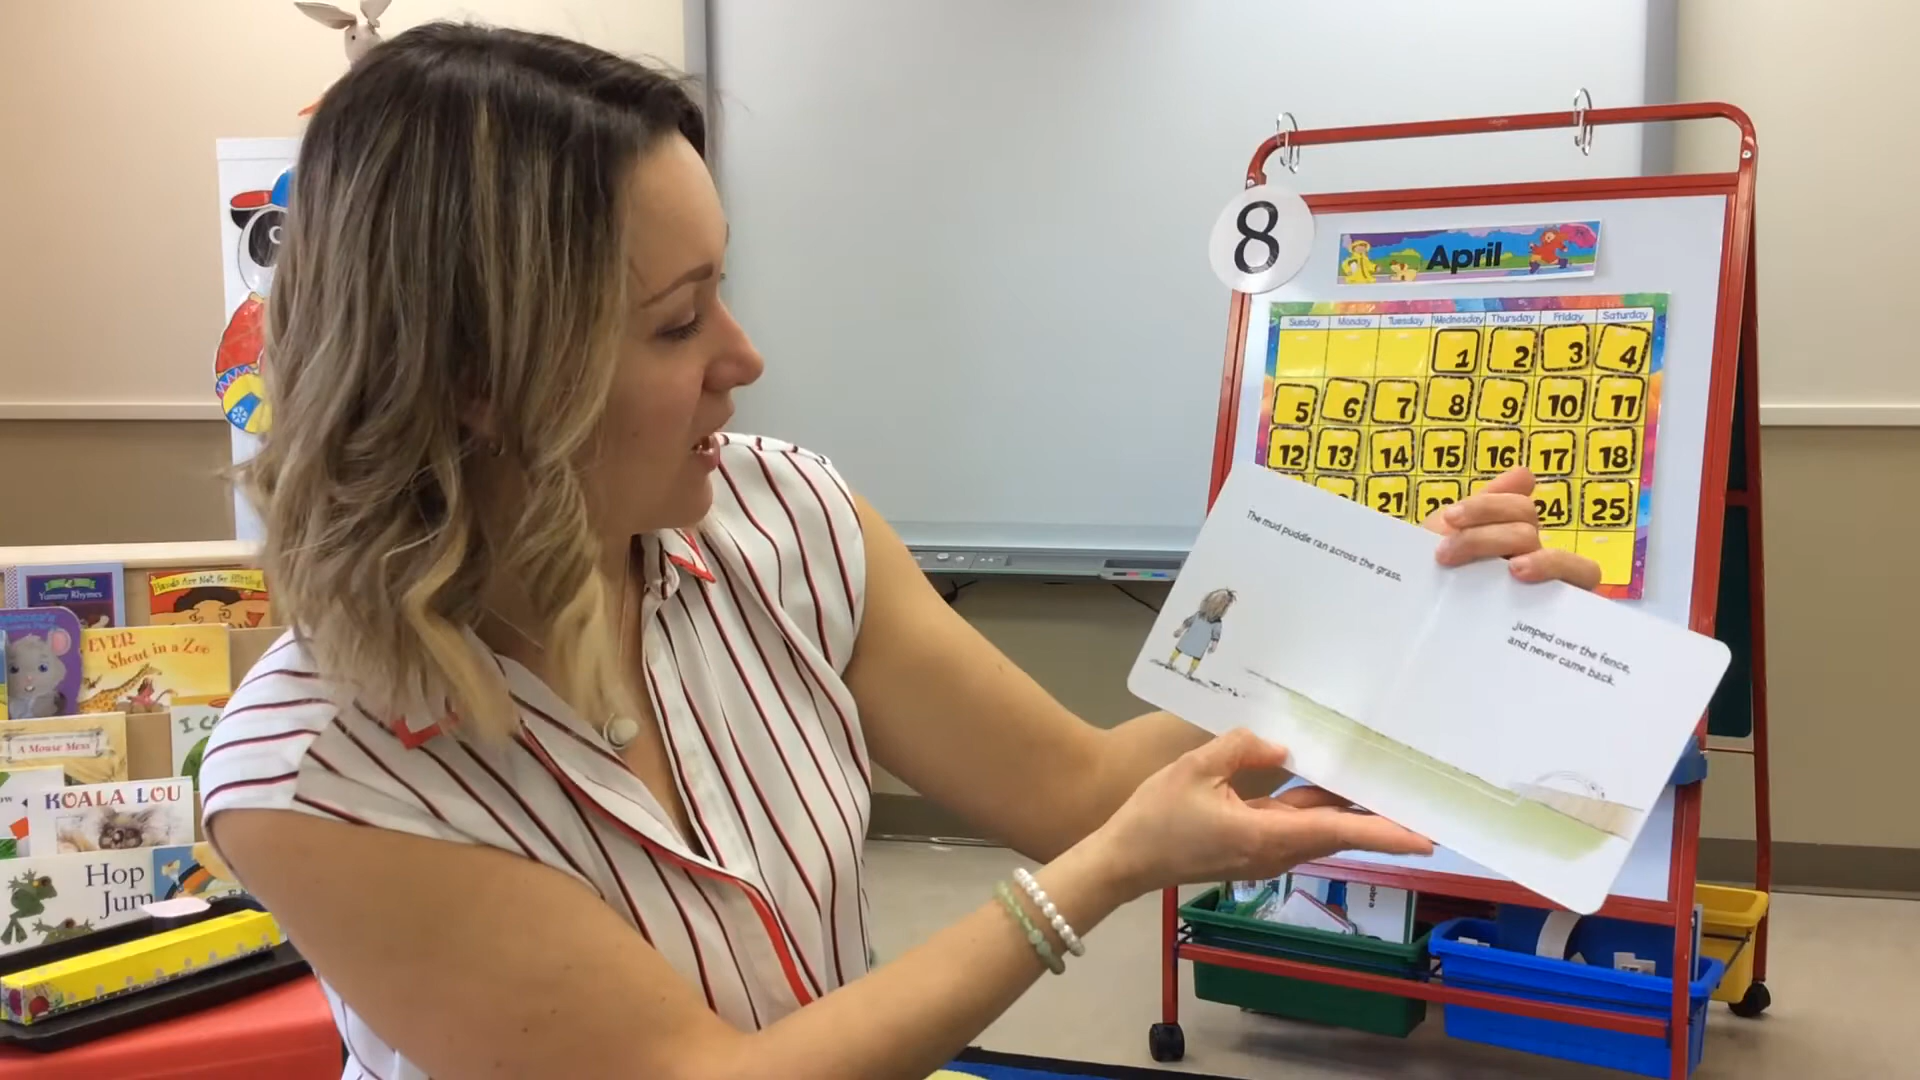 8
April
Sunday Monday Tuesday Wednesday Thursday Friday Saturday
1 2 3 4
5 6 7 8 9 10 11
12 13 14 15 16 17 18
21 22 24 25
The mud puddle ran across the grass,
jumped over the fence,
and never came back.
Yummy Rhymes
Hands Are Not for Hitting
EVER
Shout in a Zoo
A Mouse Mess
I C
KOALA LOU
Hop
Jum